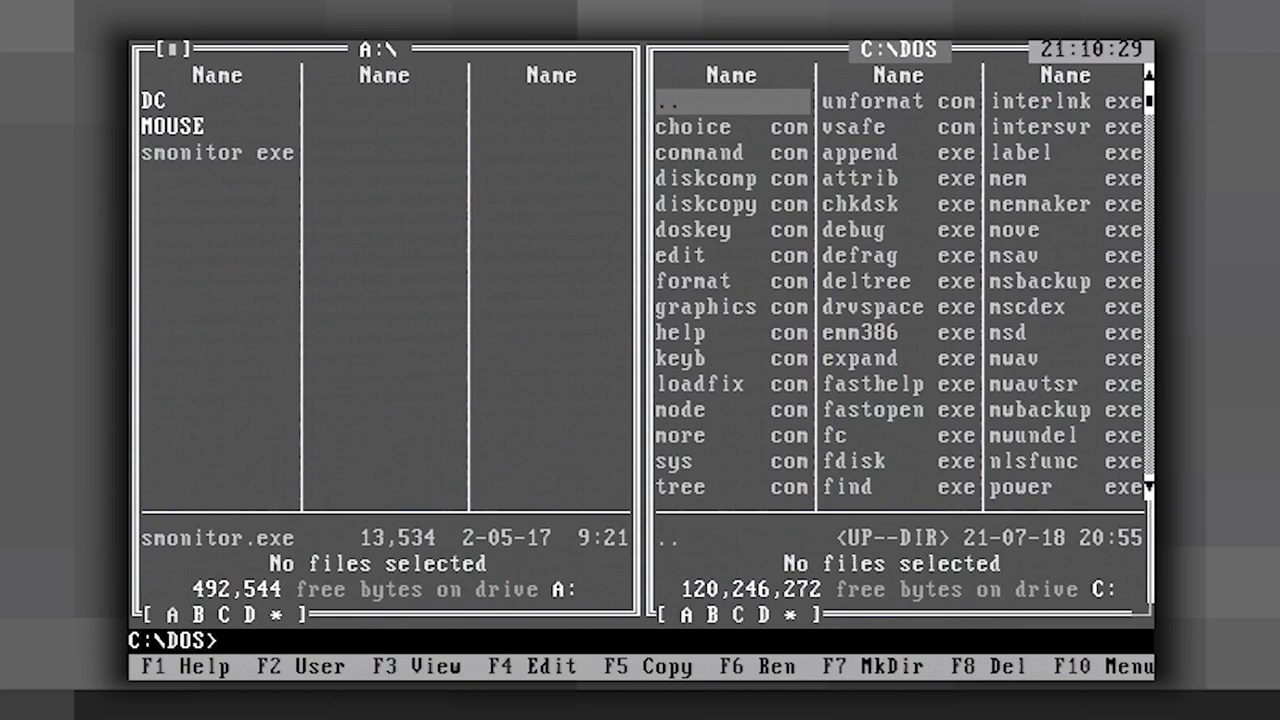 [■] A:\ C:\DOS 21:10:29
Name Name Name Name Name Name
DC .. unformat com interlnk exe
MOUSE choice com vsafe com intersvr exe
smonitor exe command com append exe label exe
diskcomp com attrib exe mem exe
diskcopy com chkdsk exe memmaker exe
doskey com debug exe move exe
edit com defrag exe msav exe
format com deltree exe msbackup exe
graphics com drvspace exe mscdex exe
help com emm386 exe msd exe
keyb com expand exe mwav exe
loadfix com fasthelp exe mwavtsr exe
mode com fastopen exe mwbackup exe
more com fc exe mwundel exe
sys com fdisk exe nlsfunc exe
tree com find exe power exe
smonitor.exe 13,534 2-05-17 9:21 .. <UP--DIR> 21-07-18 20:55
No files selected No files selected
492,544 free bytes on drive A: 120,246,272 free bytes on drive C:
[ A B C D * ] [ A B C D * ]
C:\DOS>
F1 Help F2 User F3 View F4 Edit F5 Copy F6 Ren F7 MkDir F8 Del F10 Menu